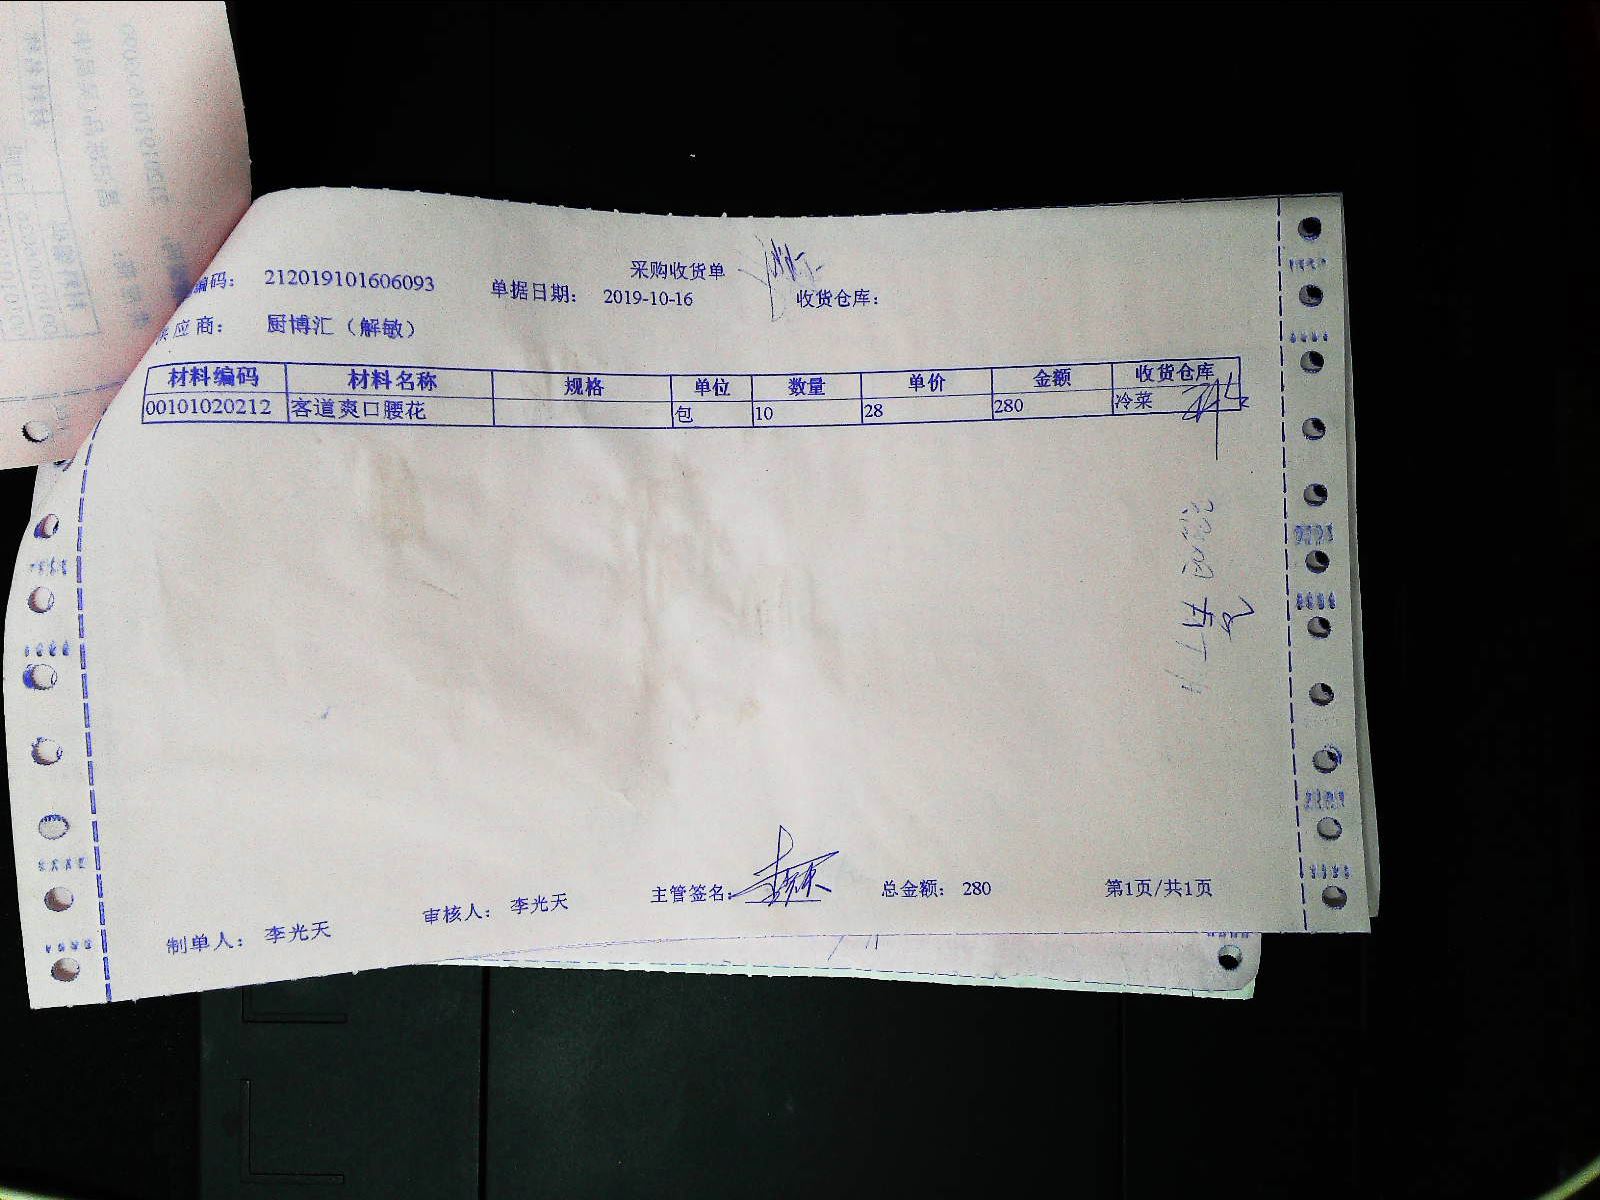 采购收货单
编码： 212019101606093 单据日期： 2019-10-16 收货仓库：
应商： 厨博汇（解敏）
材料编码 材料名称 规格 单位 数量 单价 金额 收货仓库
00101020212 客道爽口腰花 包 10 28 280 冷菜
制单人： 李光天 审核人： 李光天 主管签名： 总金额： 280 第1页/共1页